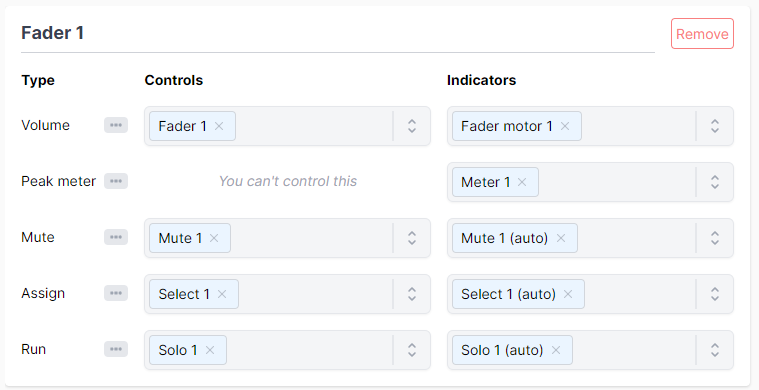 Fader 1
Remove
Type Controls Indicators
Volume Fader 1 Fader motor 1
Peak meter You can't control this Meter 1
Mute Mute 1 Mute 1 (auto)
Assign Select 1 Select 1 (auto)
Run Solo 1 Solo 1 (auto)